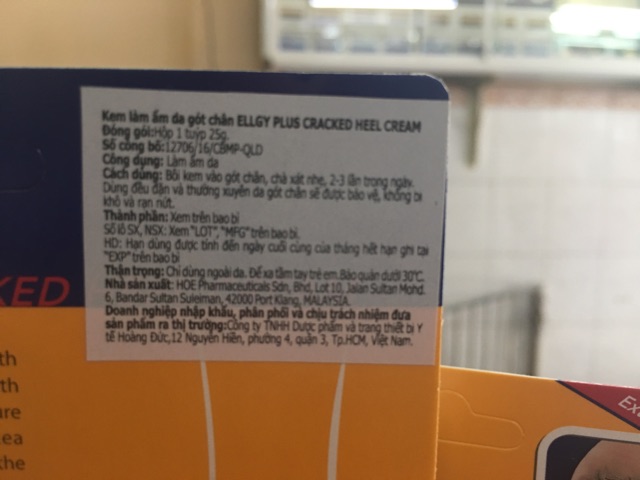 Kem làm ẩm da gót chân ELLGY PLUS CRACKED HEEL CREAM
Đóng gói:Hộp 1 tuýp 25g.
Số công bố:12706/16/CBMP-QLD
Công dụng: Làm ẩm da
Cách dùng: Bôi kem vào gót chân, chà xát nhẹ, 2-3 lần trong ngày.
Dùng đều đặn và thường xuyên da gót chân sẽ được bảo vệ, không bị
khô và rạn nứt.
Thành phần: Xem trên bao bì
Số lô SX, NSX: Xem "LOT", "MFG" trên bao bì.
HD: Hạn dùng được tính đến ngày cuối cùng của tháng hết hạn ghi tại
"EXP" trên bao bì
Thận trọng: Chỉ dùng ngoài da. Để xa tầm tay trẻ em.Bảo quản dưới 30°C.
Nhà sản xuất: HOE Pharmaceuticals Sdn, Bhd, Lot 10, Jalan Sultan Mohd.
6, Bandar Sultan Suleiman, 42000 Port Klang, MALAYSIA.
Doanh nghiệp nhập khẩu, phân phối và chịu trách nhiệm đưa
sản phẩm ra thị trường:Công ty TNHH Dược phẩm và trang thiết bị Y
tế Hoàng Đức,12 Nguyễn Hiền, phường 4, quận 3, Tp.HCM, Việt Nam.
KED
th
th
ure
ea
the